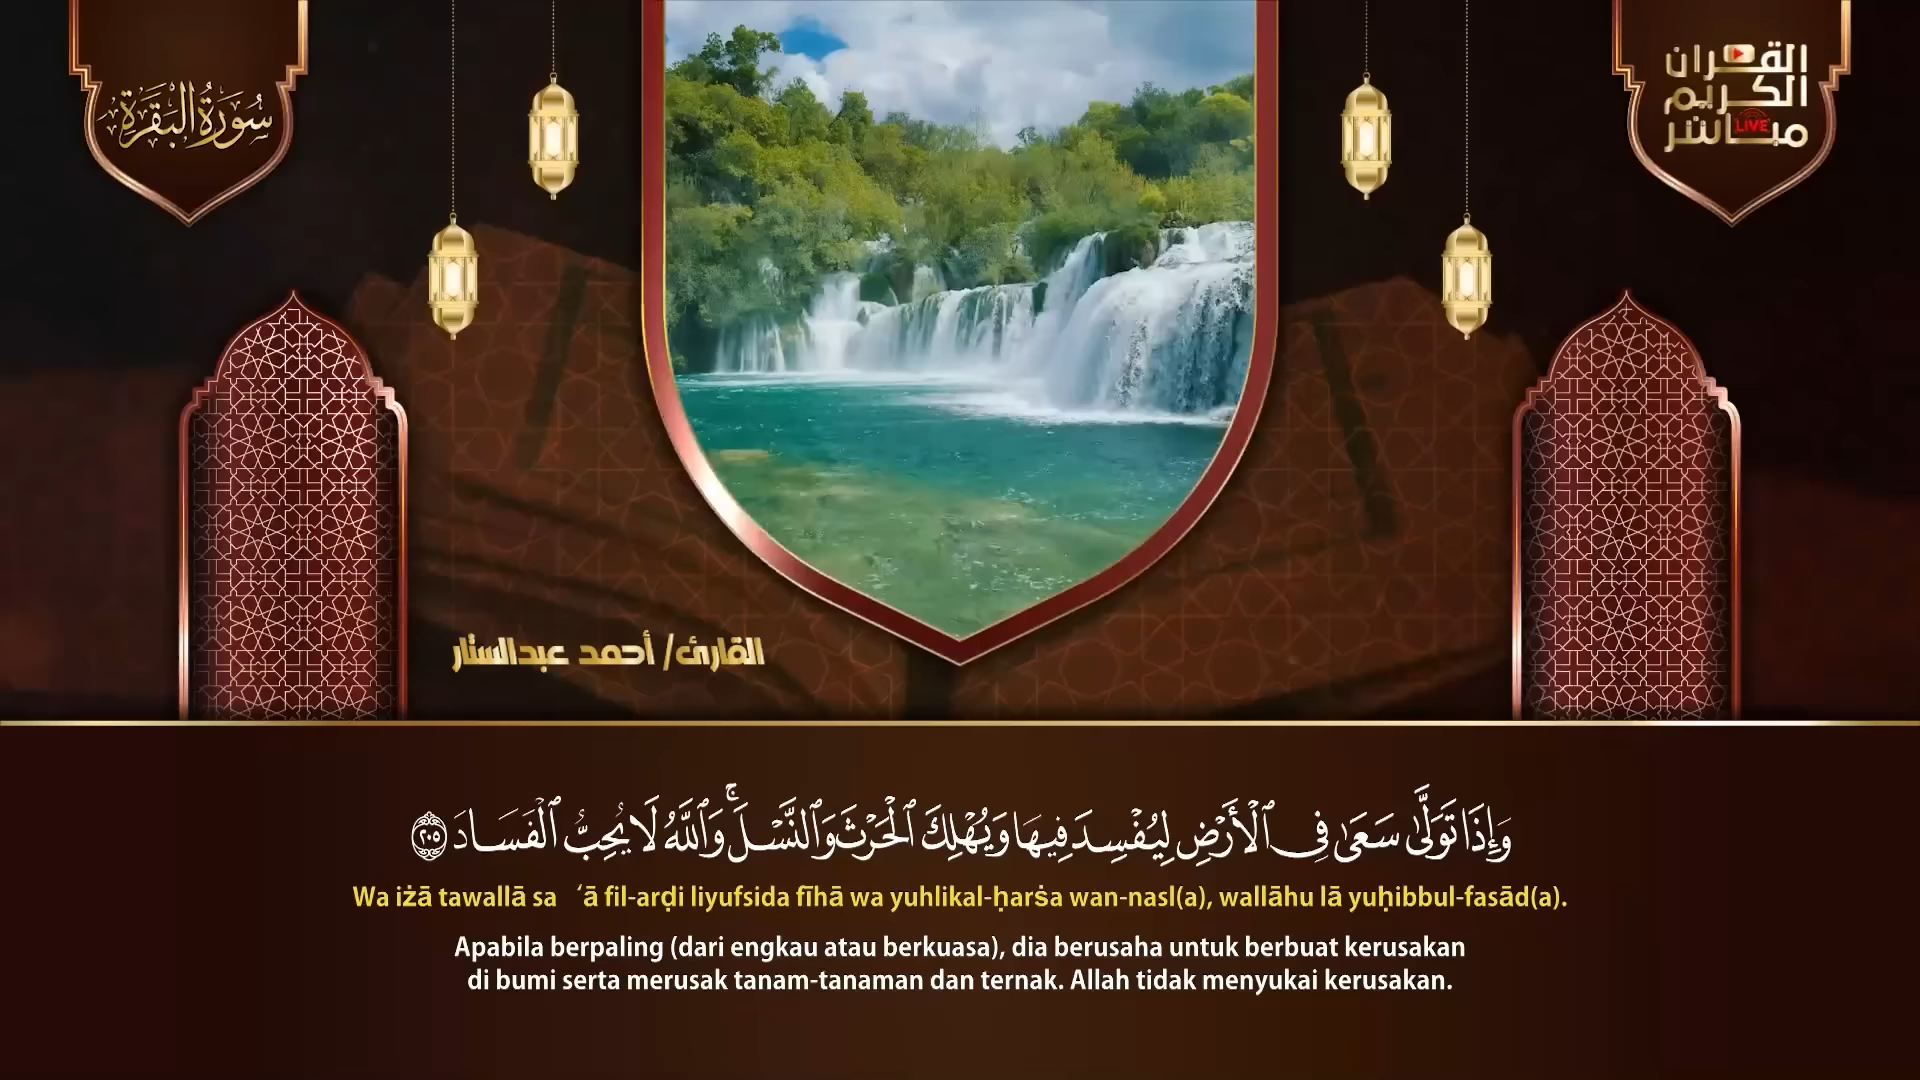 سُورَةُ البَقَرَةِ
القران
الكريم
مباشر
LIVE
القارئ/ أحمد عبدالستار
وَإِذَا تَوَلَّىٰ سَعَىٰ فِى ٱلْأَرْضِ لِيُفْسِدَ فِيهَا وَيُهْلِكَ ٱلْحَرْثَ وَٱلنَّسْلَ ۚ وَٱللَّهُ لَا يُحِبُّ ٱلْفَسَادَ ٢٠٥
Wa iżā tawallā sa ‘ā fil-arḍi liyufsida fīhā wa yuhlikal-ḥarṡa wan-nasl(a), wallāhu lā yuḥibbul-fasād(a).
Apabila berpaling (dari engkau atau berkuasa), dia berusaha untuk berbuat kerusakan
di bumi serta merusak tanam-tanaman dan ternak. Allah tidak menyukai kerusakan.